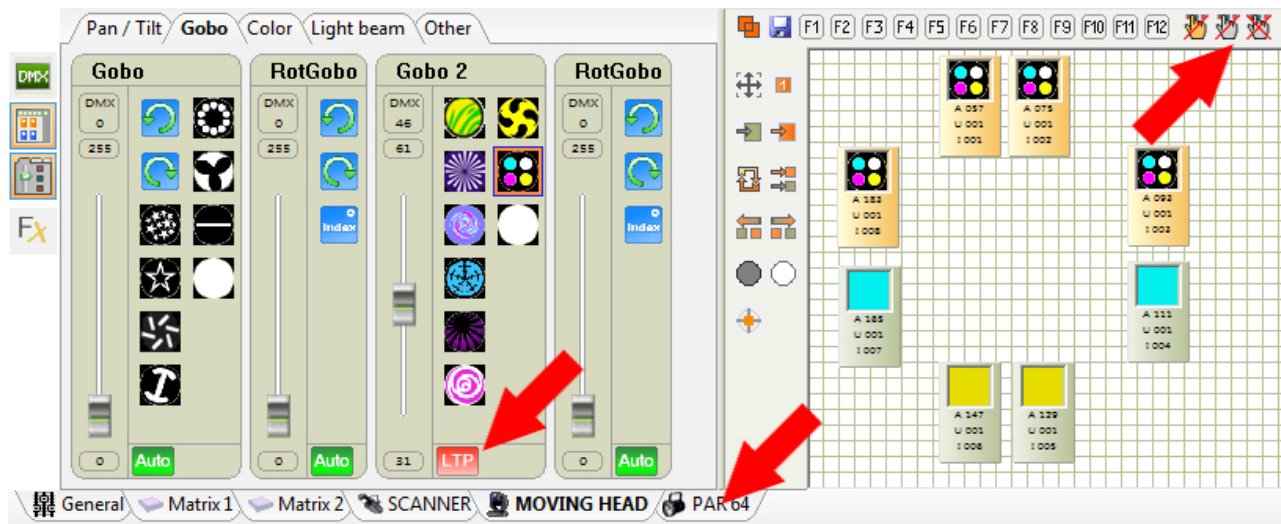 Pan / Tilt Gobo Color Light beam Other
F1 F2 F3 F4 F5 F6 F7 F8 F9 F10 F11 F12
DMX
Fx
Gobo
DMX
0
255
0
Auto
RotGobo
DMX
0
255
Index
0
Auto
Gobo 2
DMX
46
61
31
LTP
RotGobo
DMX
0
255
Index
0
Auto
1
A 057
U 001
I 001
A 075
U 001
I 002
A 183
U 001
I 008
A 093
U 001
I 003
A 165
U 001
I 007
A 111
U 001
I 004
A 147
U 001
I 006
A 129
U 001
I 005
General Matrix 1 Matrix 2 SCANNER MOVING HEAD PAR 64